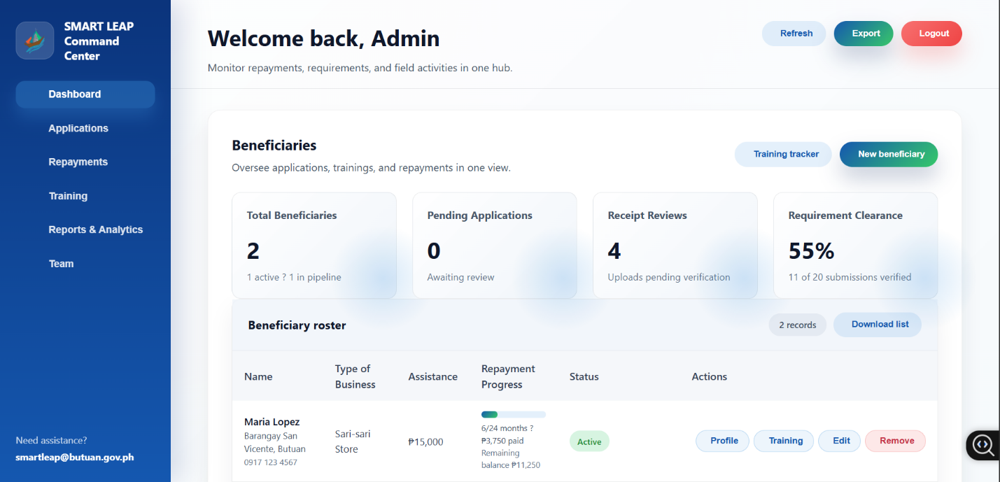 SMART LEAP
Command
Center
Dashboard
Applications
Repayments
Training
Reports & Analytics
Team
Need assistance?
smartleap@butuan.gov.ph
Welcome back, Admin
Monitor repayments, requirements, and field activities in one hub.
Refresh
Export
Logout
Beneficiaries
Oversee applications, trainings, and repayments in one view.
Training tracker
New beneficiary
Total Beneficiaries
2
1 active ? 1 in pipeline
Pending Applications
0
Awaiting review
Receipt Reviews
4
Uploads pending verification
Requirement Clearance
55%
11 of 20 submissions verified
Beneficiary roster
2 records
Download list
Name
Type of
Business
Assistance
Repayment
Progress
Status
Actions
Maria Lopez
Barangay San
Vicente, Butuan
0917 123 4567
Sari-sari
Store
₱15,000
6/24 months ?
₱3,750 paid
Remaining
balance ₱11,250
Active
Profile
Training
Edit
Remove